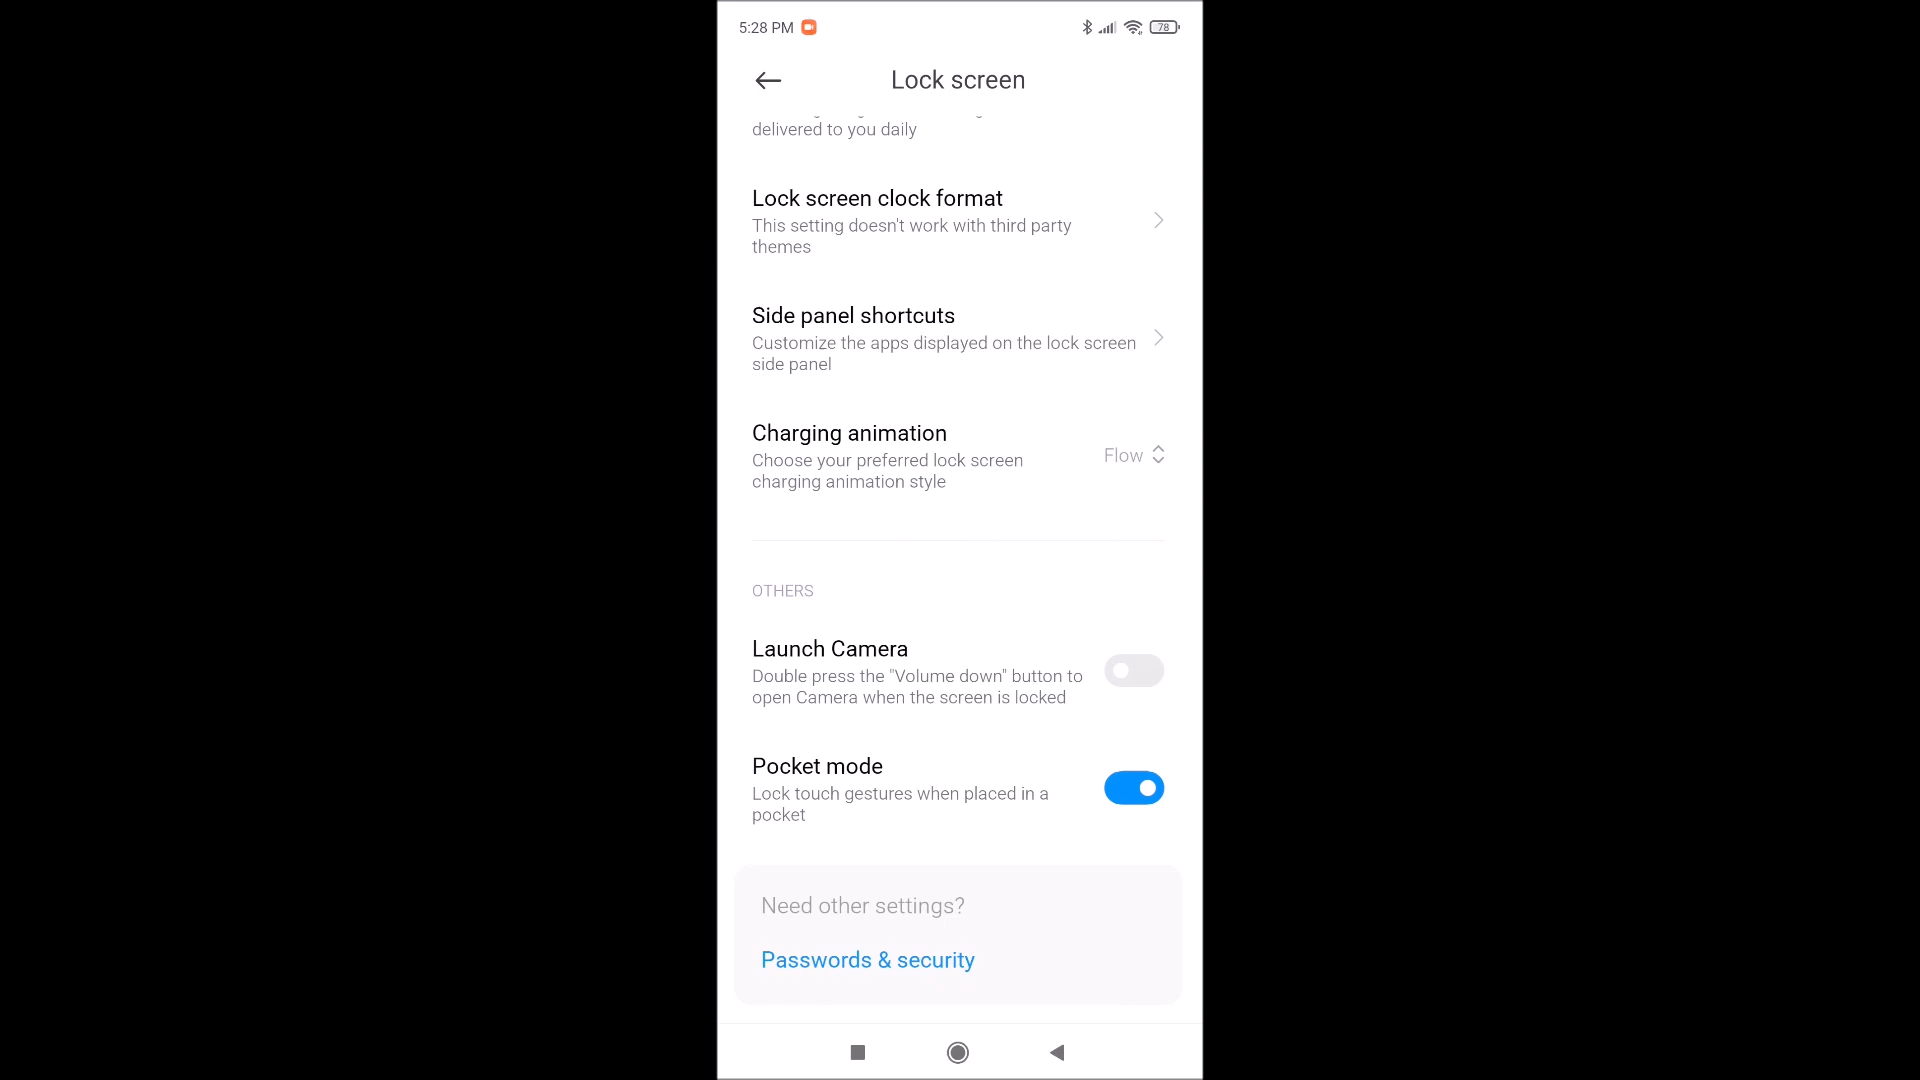 5:28 PM
78
Lock screen
delivered to you daily
Lock screen clock format
This setting doesn't work with third party
themes
Side panel shortcuts
Customize the apps displayed on the lock screen
side panel
Charging animation
Choose your preferred lock screen
charging animation style
Flow
OTHERS
Launch Camera
Double press the "Volume down" button to
open Camera when the screen is locked
Pocket mode
Lock touch gestures when placed in a
pocket
Need other settings?
Passwords & security